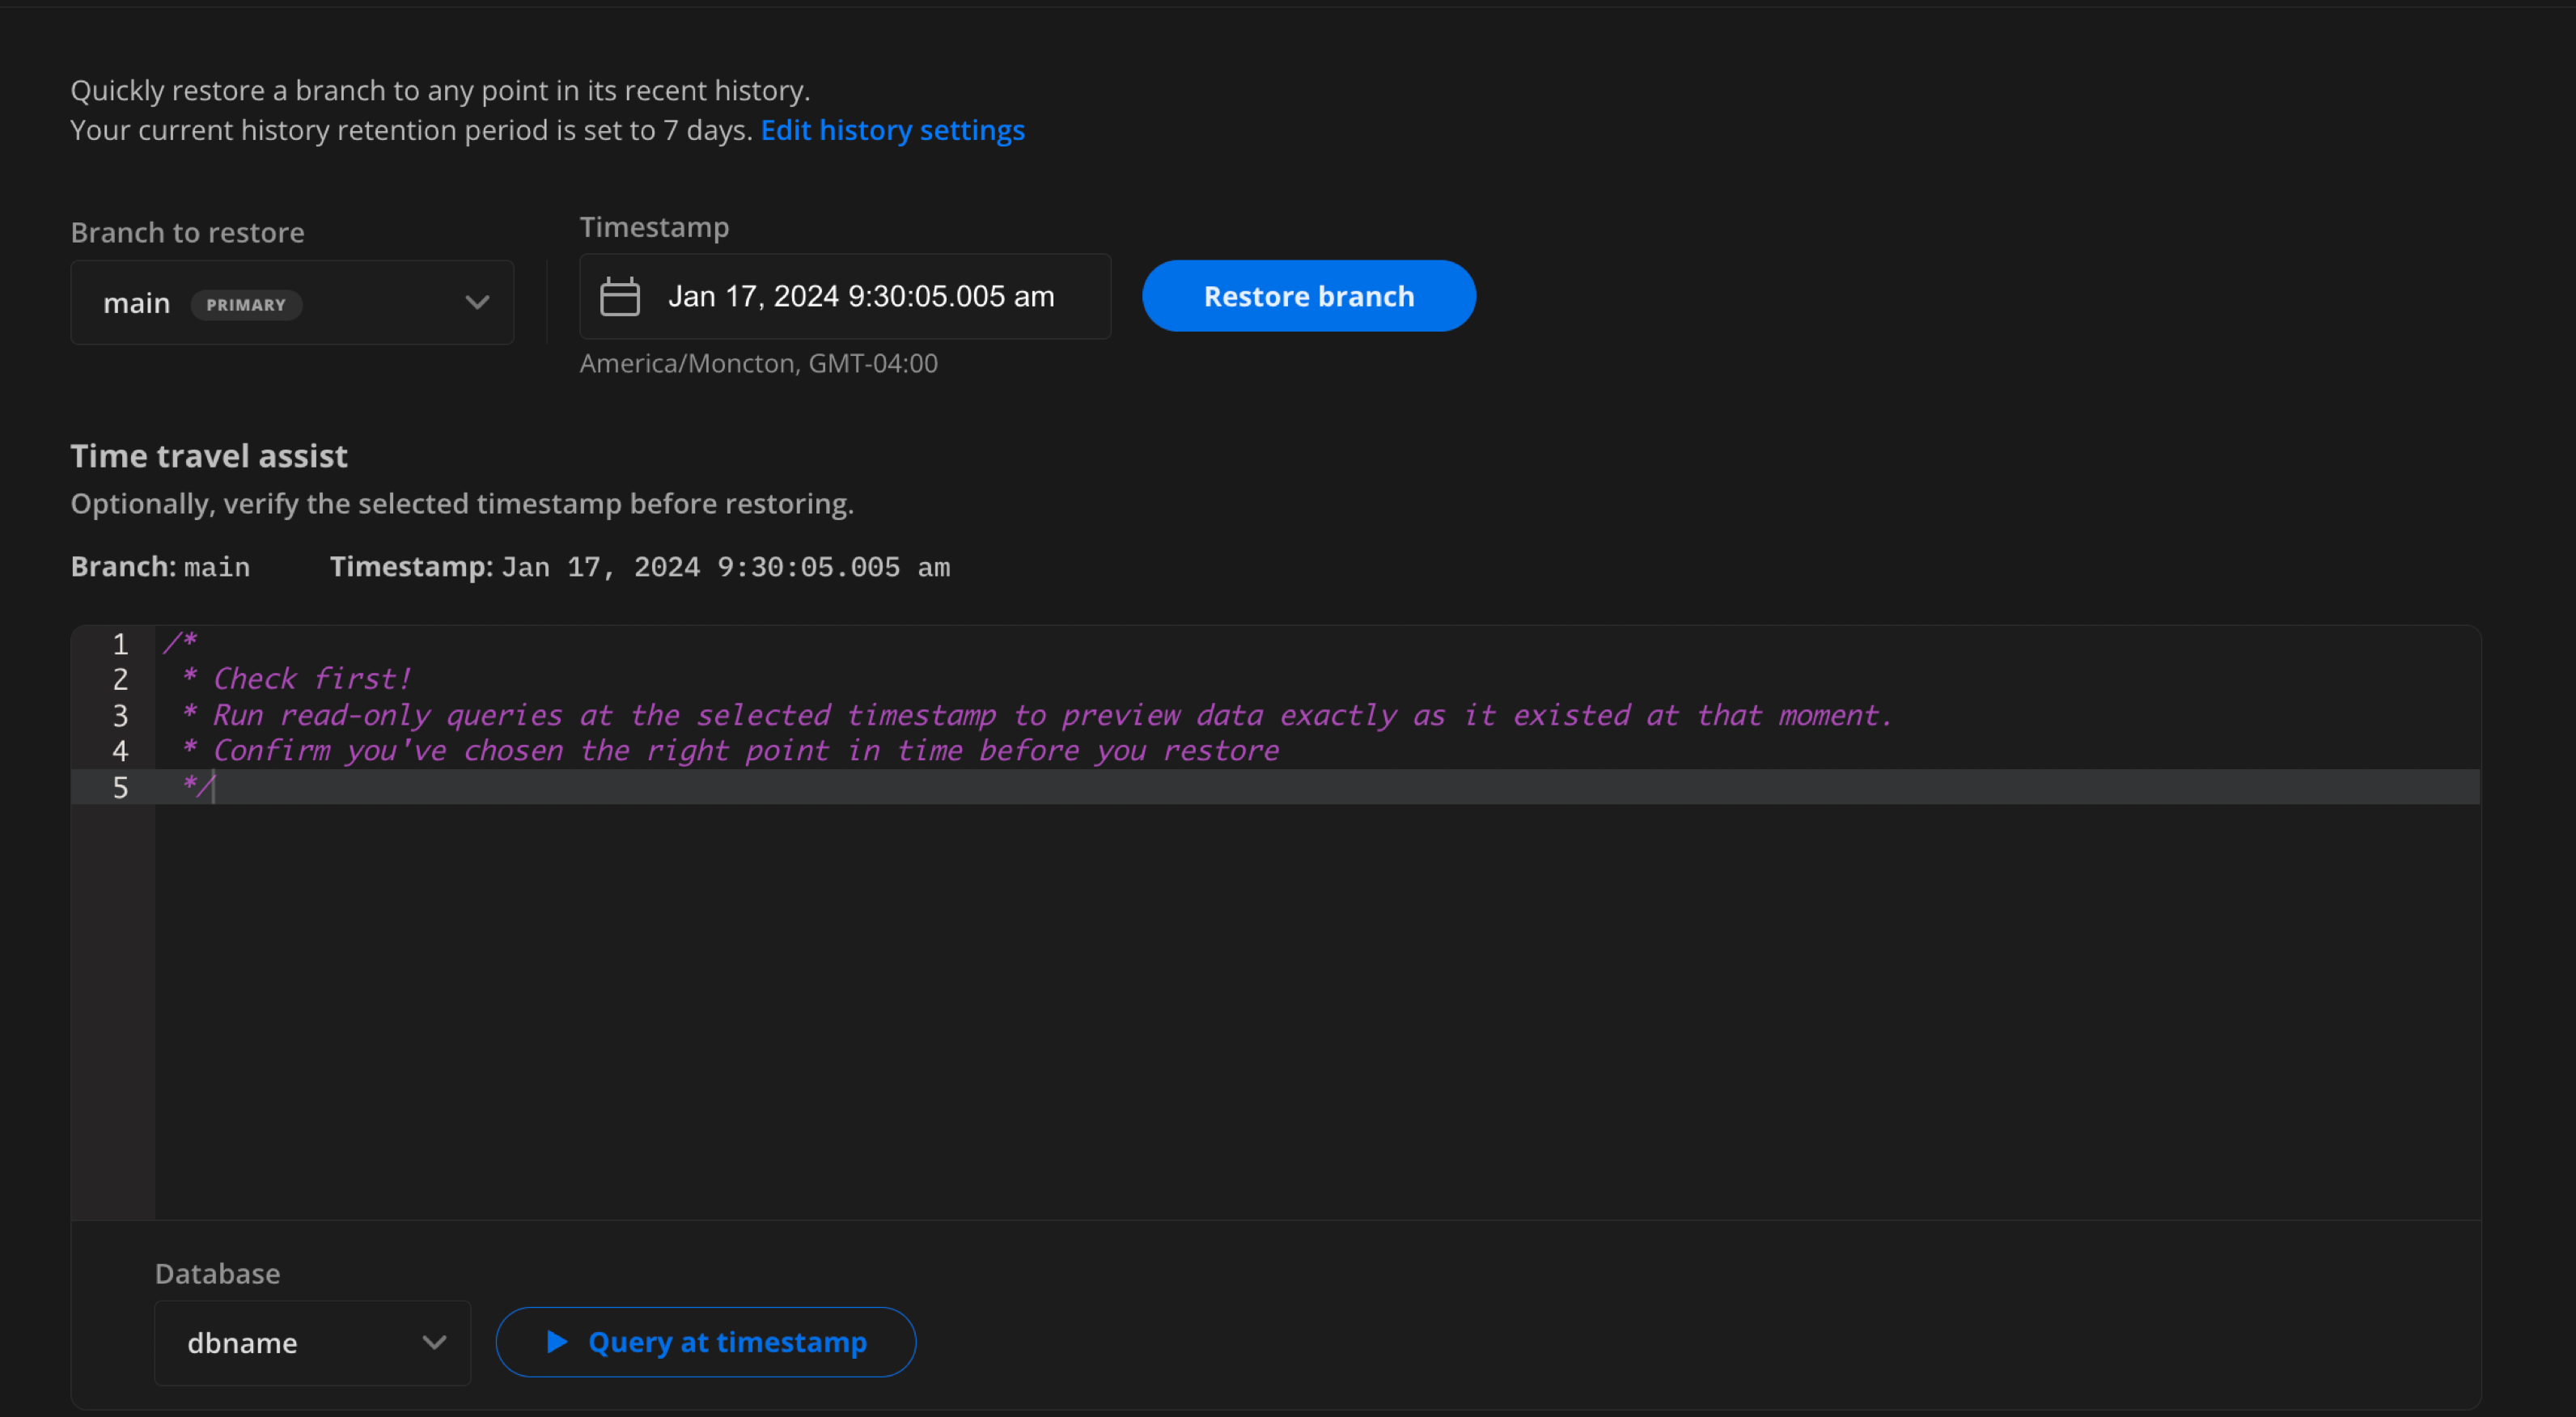 Quickly restore a branch to any point in its recent history.
Your current history retention period is set to 7 days. Edit history settings
Branch to restore
main PRIMARY
Timestamp
Jan 17, 2024 9:30:05.005 am
Restore branch
America/Moncton, GMT-04:00
Time travel assist
Optionally, verify the selected timestamp before restoring.
Branch: main Timestamp: Jan 17, 2024 9:30:05.005 am
1 /*
2 * Check first!
3 * Run read-only queries at the selected timestamp to preview data exactly as it existed at that moment.
4 * Confirm you've chosen the right point in time before you restore
5 */
Database
dbname
Query at timestamp